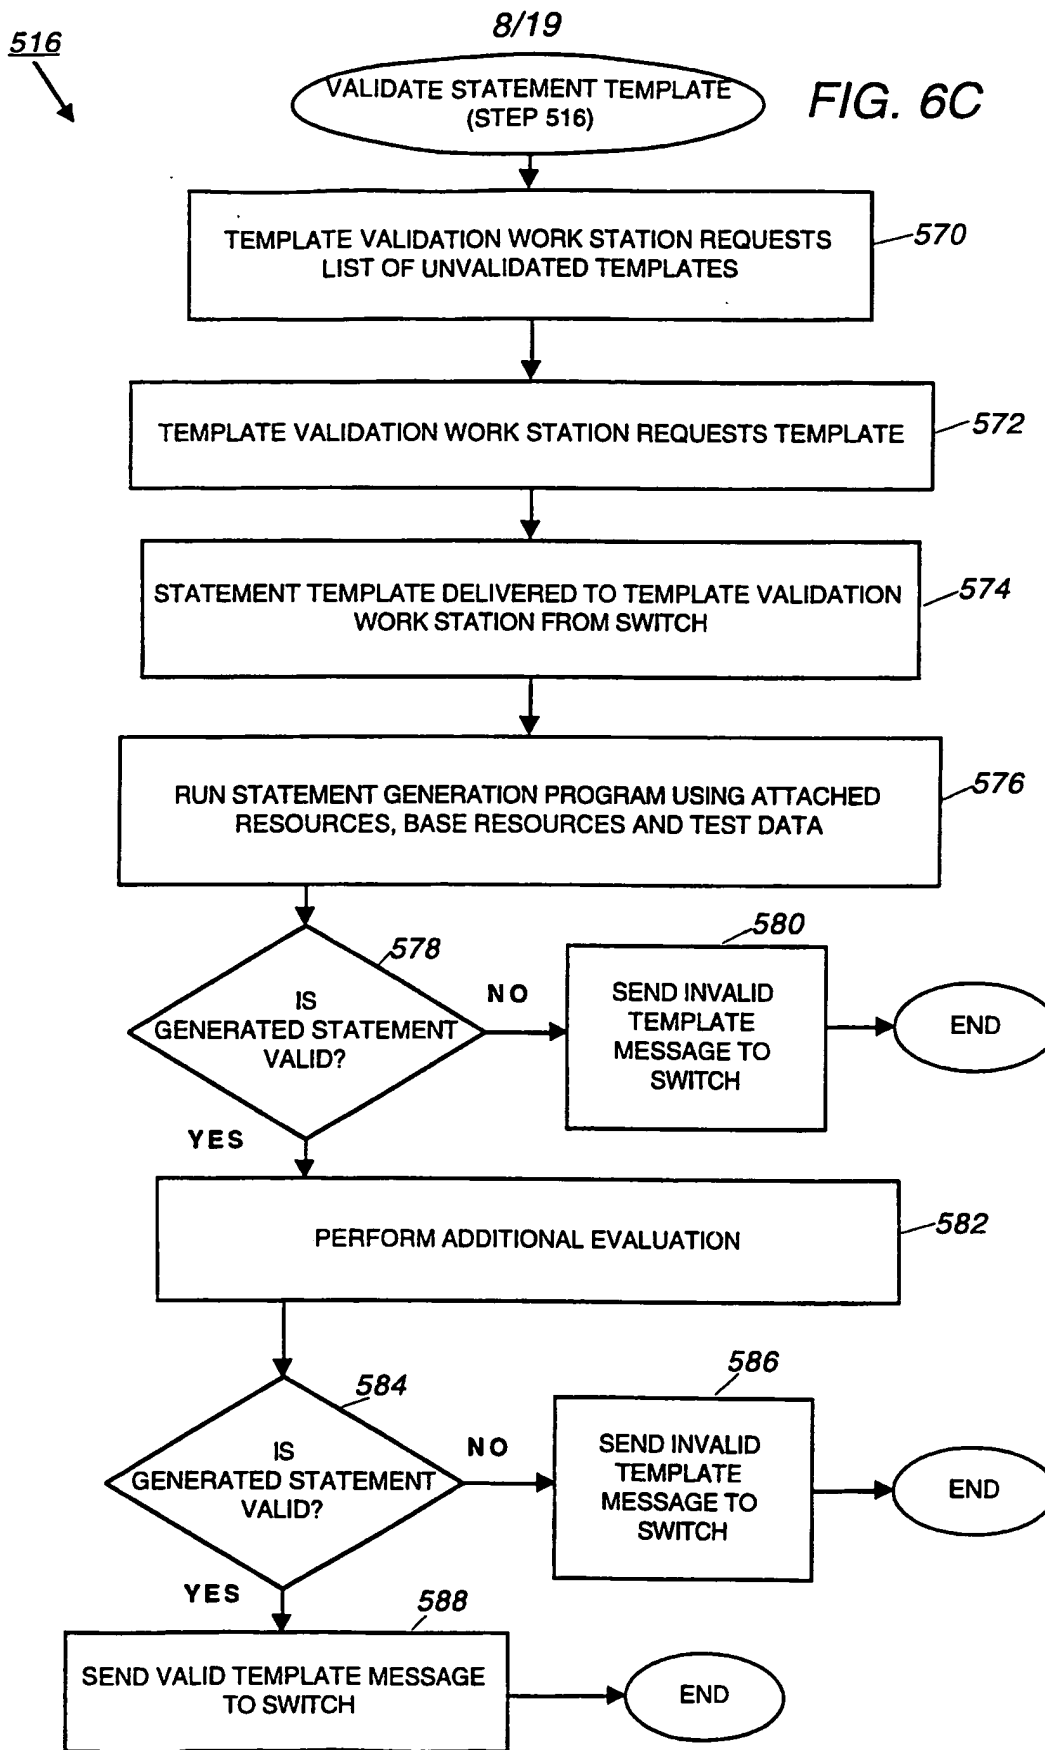 8/19
516
VALIDATE STATEMENT TEMPLATE
(STEP 516)
FIG. 6C
TEMPLATE VALIDATION WORK STATION REQUESTS
LIST OF UNVALIDATED TEMPLATES
570
TEMPLATE VALIDATION WORK STATION REQUESTS TEMPLATE
572
STATEMENT TEMPLATE DELIVERED TO TEMPLATE VALIDATION
WORK STATION FROM SWITCH
574
RUN STATEMENT GENERATION PROGRAM USING ATTACHED
RESOURCES, BASE RESOURCES AND TEST DATA
576
578
IS
GENERATED STATEMENT
VALID?
NO
580
SEND INVALID
TEMPLATE
MESSAGE TO
SWITCH
END
YES
PERFORM ADDITIONAL EVALUATION
582
584
IS
GENERATED STATEMENT
VALID?
NO
586
SEND INVALID
TEMPLATE
MESSAGE TO
SWITCH
END
YES
588
SEND VALID TEMPLATE MESSAGE
TO SWITCH
END